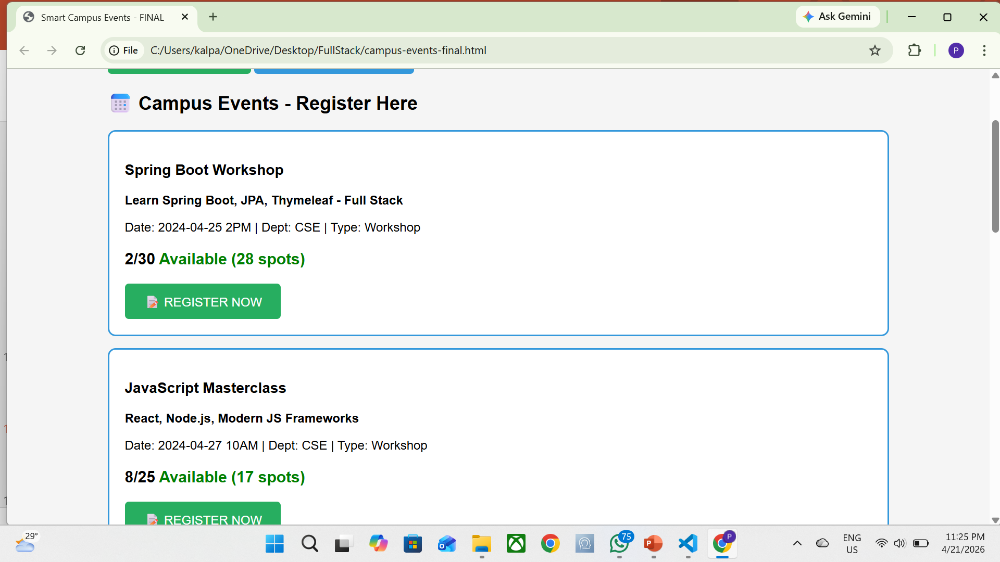 Smart Campus Events - FINAL
Ask Gemini
File
C:/Users/kalpa/OneDrive/Desktop/FullStack/campus-events-final.html
P
Campus Events - Register Here
Spring Boot Workshop
Learn Spring Boot, JPA, Thymeleaf - Full Stack
Date: 2024-04-25 2PM | Dept: CSE | Type: Workshop
2/30 Available (28 spots)
REGISTER NOW
JavaScript Masterclass
React, Node.js, Modern JS Frameworks
Date: 2024-04-27 10AM | Dept: CSE | Type: Workshop
8/25 Available (17 spots)
REGISTER NOW
29°
75
P
P
ENG
US
11:25 PM
4/21/2026